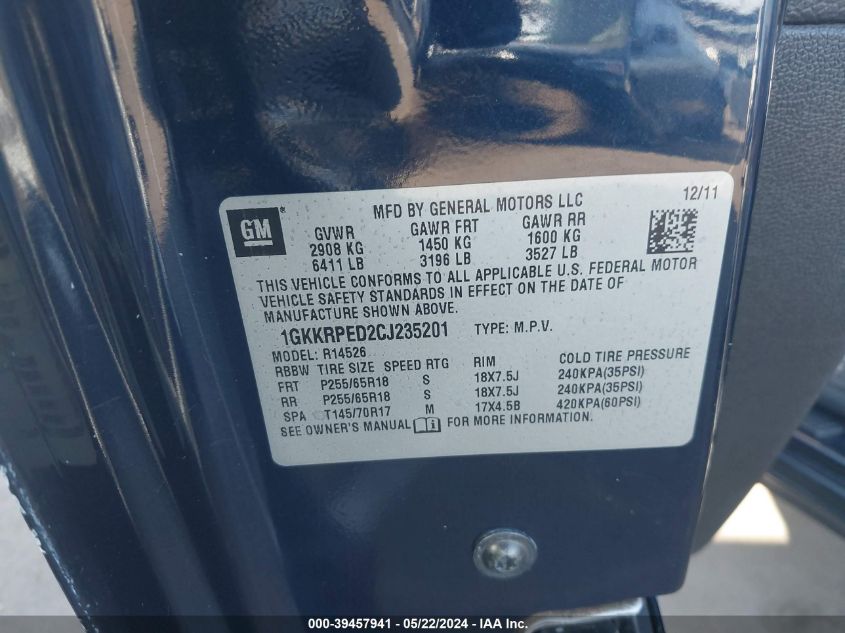 MFD BY GENERAL MOTORS LLC 12/11
GM®
GVWR GAWR FRT GAWR RR
2908 KG 1450 KG 1600 KG
6411 LB 3196 LB 3527 LB
THIS VEHICLE CONFORMS TO ALL APPLICABLE U.S. FEDERAL MOTOR
VEHICLE SAFETY STANDARDS IN EFFECT ON THE DATE OF
MANUFACTURE SHOWN ABOVE.
1GKKRPED2CJ235201 TYPE: M.P.V.
MODEL: R14526
RBBW TIRE SIZE SPEED RTG RIM COLD TIRE PRESSURE
FRT P255/65R18 S 18X7.5J 240KPA(35PSI)
RR P255/65R18 S 18X7.5J 240KPA(35PSI)
SPA T145/70R17 M 17X4.5B 420KPA(60PSI)
SEE OWNER'S MANUAL FOR MORE INFORMATION.
000-39457941 - 05/22/2024 - IAA Inc.